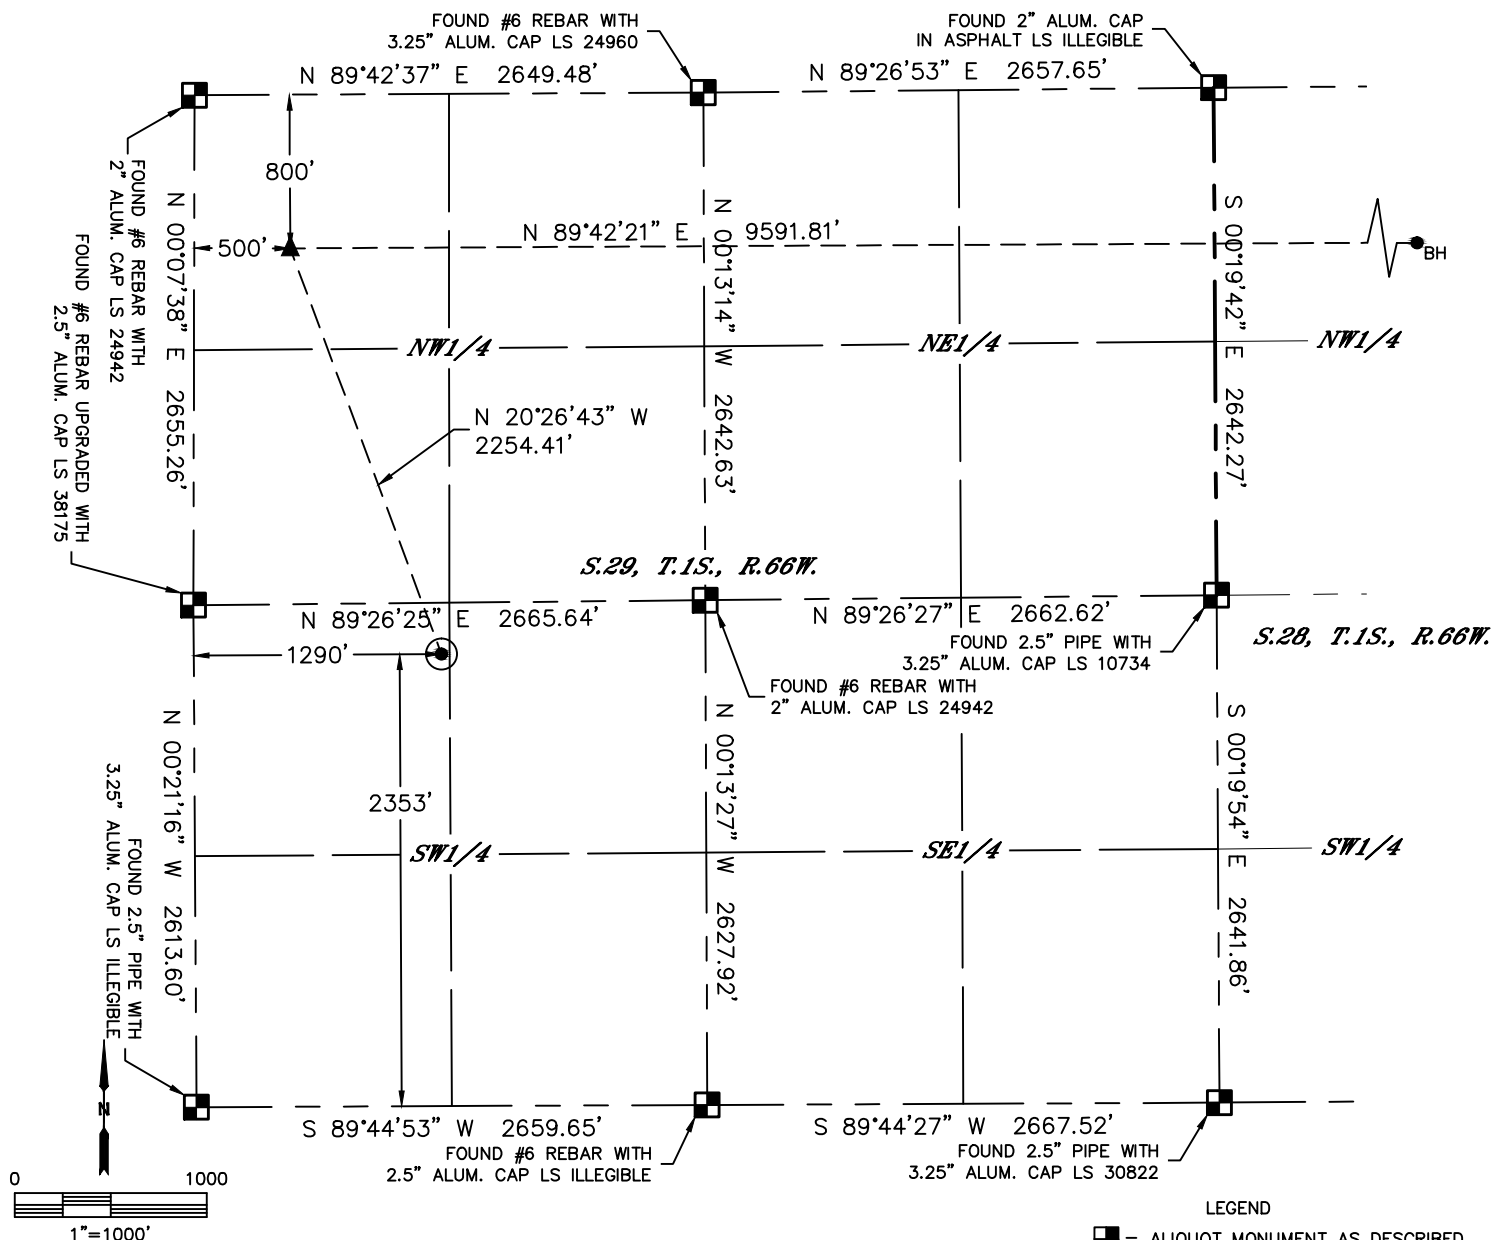 FOUND #6 REBAR WITH
3.25" ALUM. CAP LS 24960
FOUND 2" ALUM. CAP
IN ASPHALT LS ILLEGIBLE
N 89°42'37" E 2649.48'
N 89°26'53" E 2657.65'
800'
500'
N 89°42'21" E 9591.81'
BH
FOUND #6 REBAR WITH
2" ALUM. CAP LS 24942
N 00°07'38" E 2655.26'
N 00°13'14" W 2642.63'
S 00°19'42" E 2642.27'
FOUND #6 REBAR UPGRADED WITH
2.5" ALUM. CAP LS 38175
NW1/4
NE1/4
NW1/4
N 20°26'43" W
2254.41'
S.29, T.1S., R.66W.
N 89°26'25" E 2665.64'
N 89°26'27" E 2662.62'
S.28, T.1S., R.66W.
FOUND 2.5" PIPE WITH
3.25" ALUM. CAP LS 10734
1290'
FOUND #6 REBAR WITH
2" ALUM. CAP LS 24942
N 00°21'16" W 2613.60'
N 00°13'27" W 2627.92'
S 00°19'54" E 2641.86'
2353'
FOUND 2.5" PIPE WITH
3.25" ALUM. CAP LS ILLEGIBLE
SW1/4
SE1/4
SW1/4
N
S 89°44'53" W 2659.65'
S 89°44'27" W 2667.52'
FOUND #6 REBAR WITH
2.5" ALUM. CAP LS ILLEGIBLE
FOUND 2.5" PIPE WITH
3.25" ALUM. CAP LS 30822
0 1000
1"=1000'
LEGEND
= ALIQUOT MONUMENT AS DESCRIBED